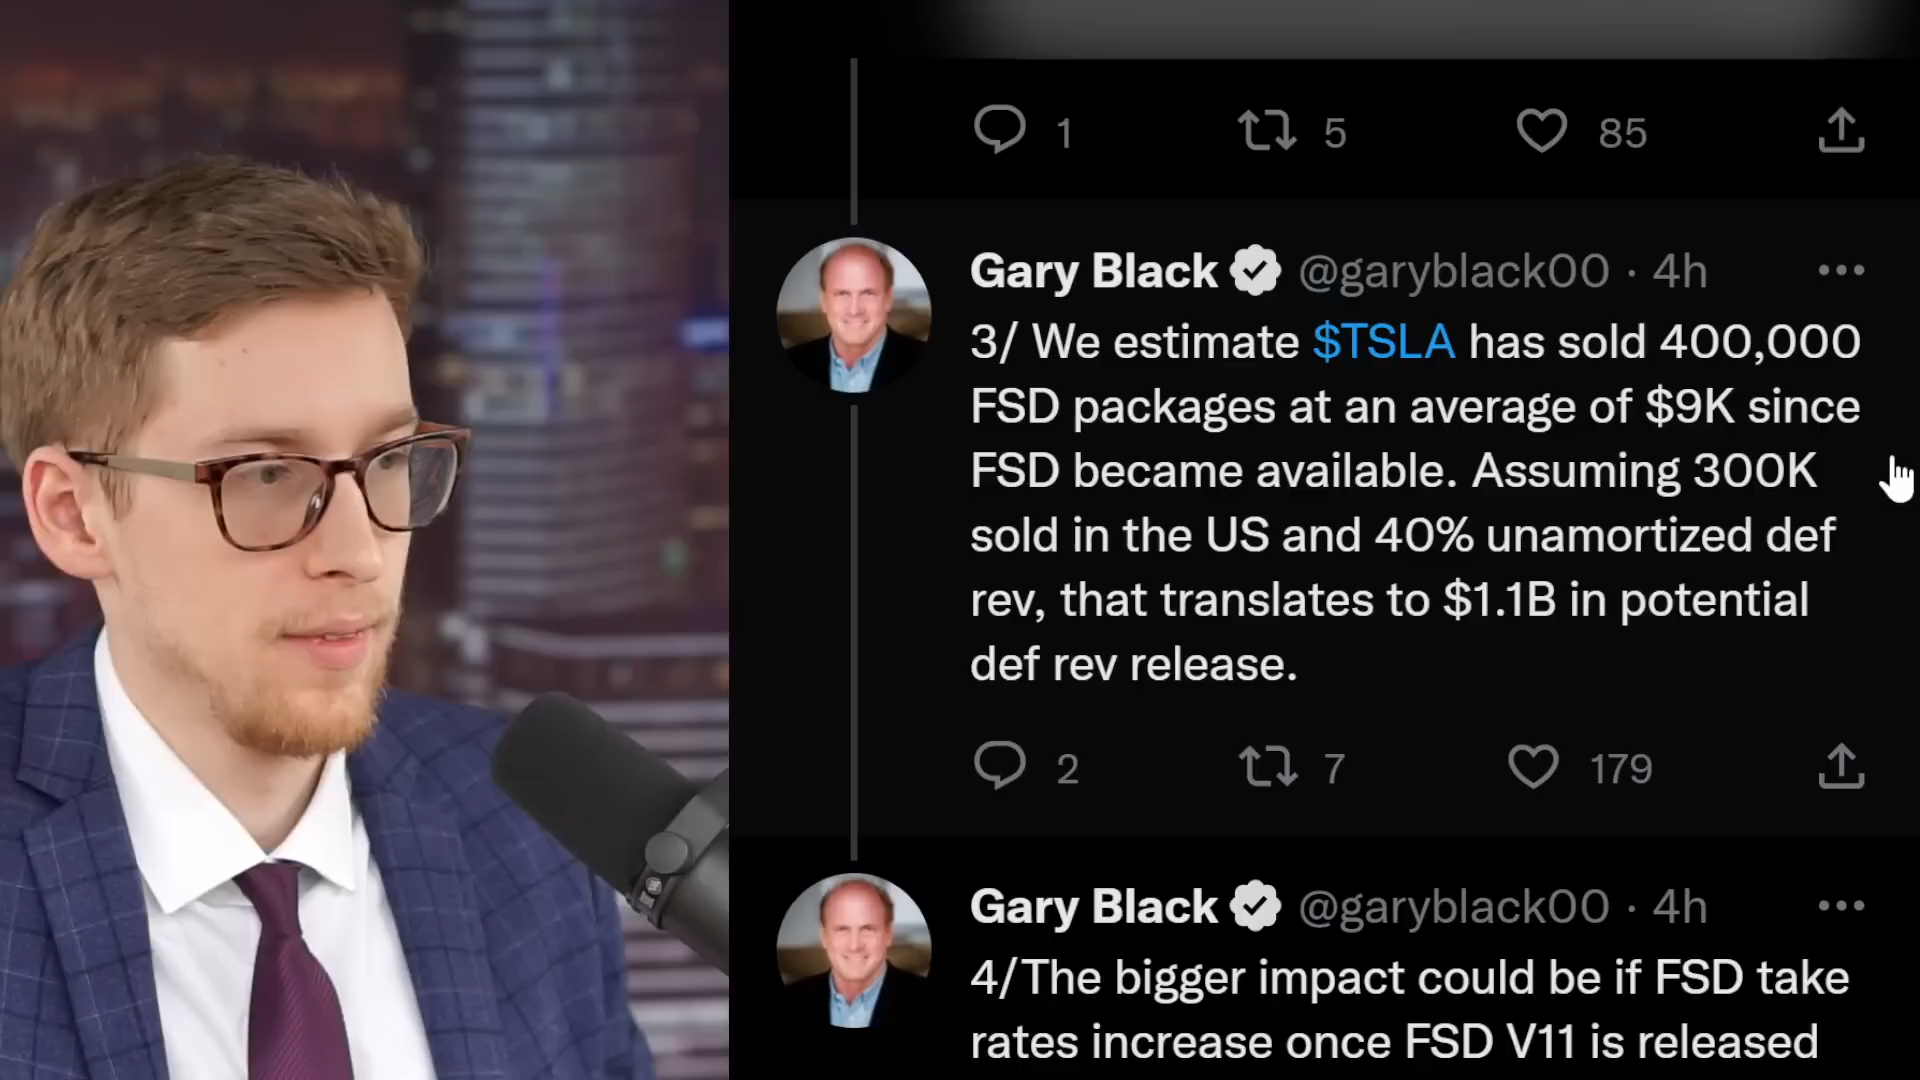 1 5 85
Gary Black @garyblack00 · 4h
3/ We estimate $TSLA has sold 400,000
FSD packages at an average of $9K since
FSD became available. Assuming 300K
sold in the US and 40% unamortized def
rev, that translates to $1.1B in potential
def rev release.
2 7 179
Gary Black @garyblack00 · 4h
4/The bigger impact could be if FSD take
rates increase once FSD V11 is released